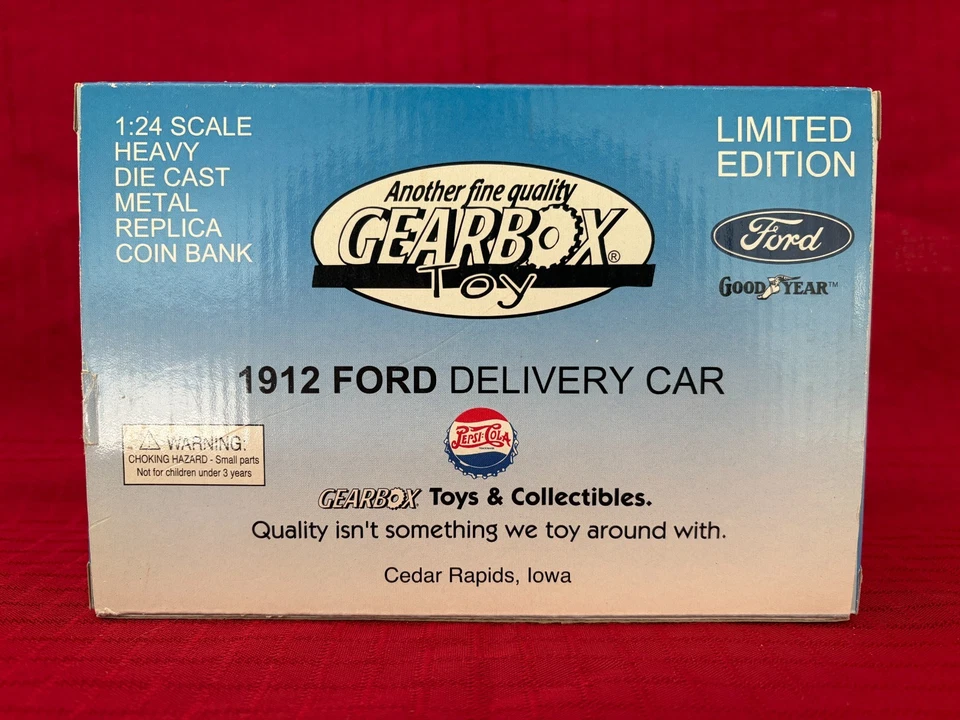 1:24 SCALE
HEAVY
DIE CAST
METAL
REPLICA
COIN BANK
Another fine quality
GEARBOX®
Toy
LIMITED
EDITION
Ford
GOOD YEAR™
1912 FORD DELIVERY CAR
PEPSI-COLA
⚠ WARNING:
CHOKING HAZARD - Small parts
Not for children under 3 years
GEARBOX Toys & Collectibles.
Quality isn't something we toy around with.
Cedar Rapids, Iowa